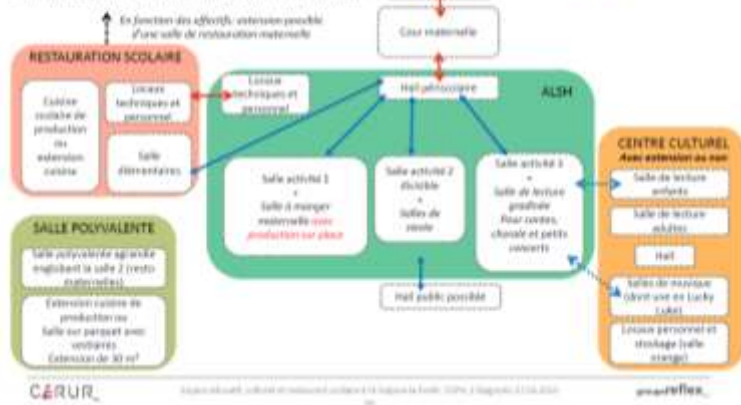 En fonction des effectifs: extension possible
d'une salle de restauration maternelle
Cour maternelle
RESTAURATION SCOLAIRE
Cuisine
scolaire de
production
ou
extension
cuisine
Locaux
techniques et
personnel
Salle
élémentaires
Locaux
techniques et
personnel
Hall périscolaire
ALSH
Salle activité 1
+
Salle à manger
maternelle avec
production sur place
Salle activité 2
divisible
+
Salles de
sieste
Salle activité 3
+
Salle de lecture
gradinée
Pour contes,
chorale et petits
concerts
Hall public possible
CENTRE CULTUREL
Avec extension ou non
Salle de lecture
enfants
Salle de lecture
adultes
Hall
Salles de musique
(dont une en Lucky
Luke)
Locaux personnel et
stockage (salle
orange)
SALLE POLYVALENTE
Salle polyvalente agrandie
englobant la salle 2 (resto
maternelles)
Extension cuisine de
production ou
Salle sur parquet avec
vestiaires
Extension de 30 m²
CERUR_
reflex_